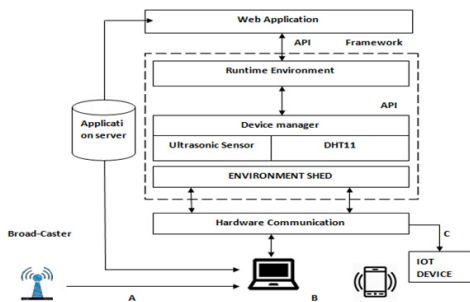 Web Application
API Framework
Runtime Environment
API
Applicati
on server
Device manager
Ultrasonic Sensor DHT11
ENVIRONMENT SHED
Hardware Communication
Broad-Caster
C
IOT
DEVICE
A B